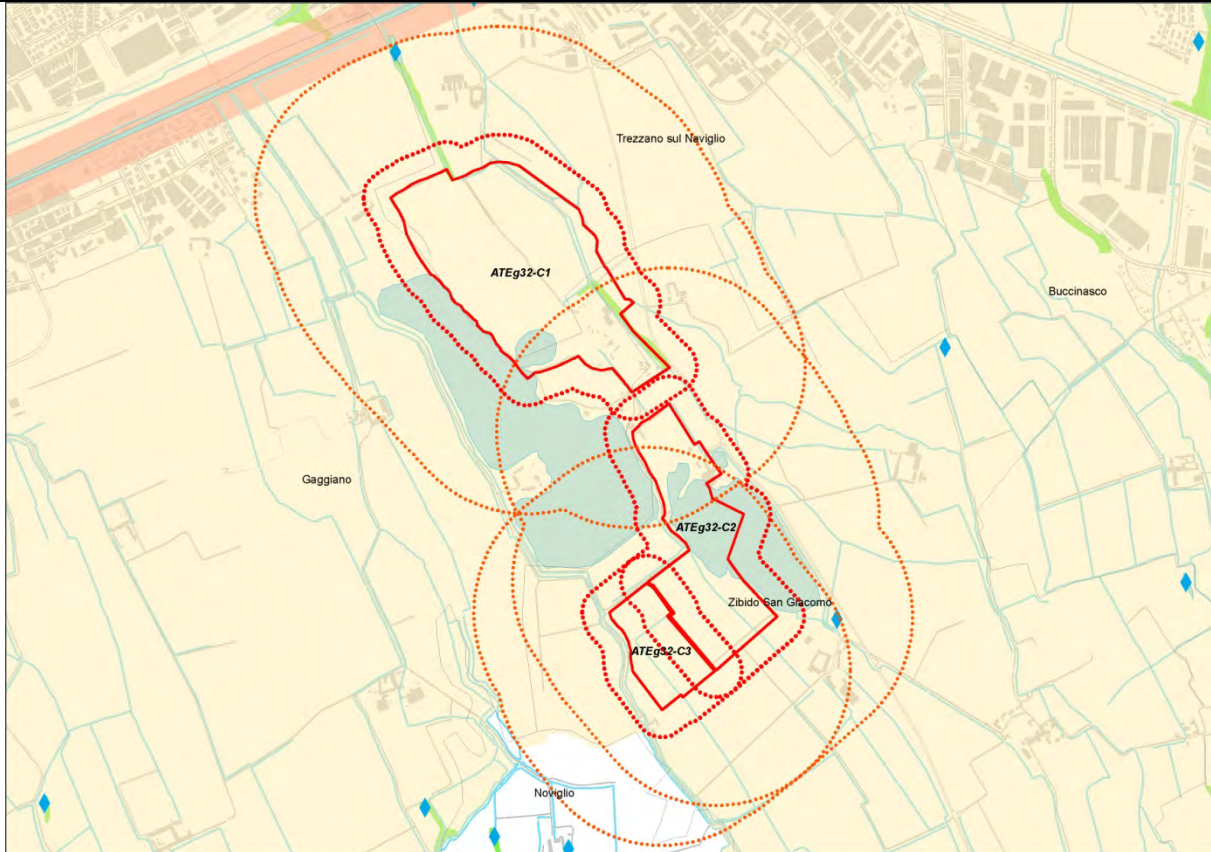 Trezzano sul Naviglio
ATEg32-C1
Buccinasco
Gaggiano
ATEg32-C2
Zibido San Giacomo
ATEg32-C3
Noviglio